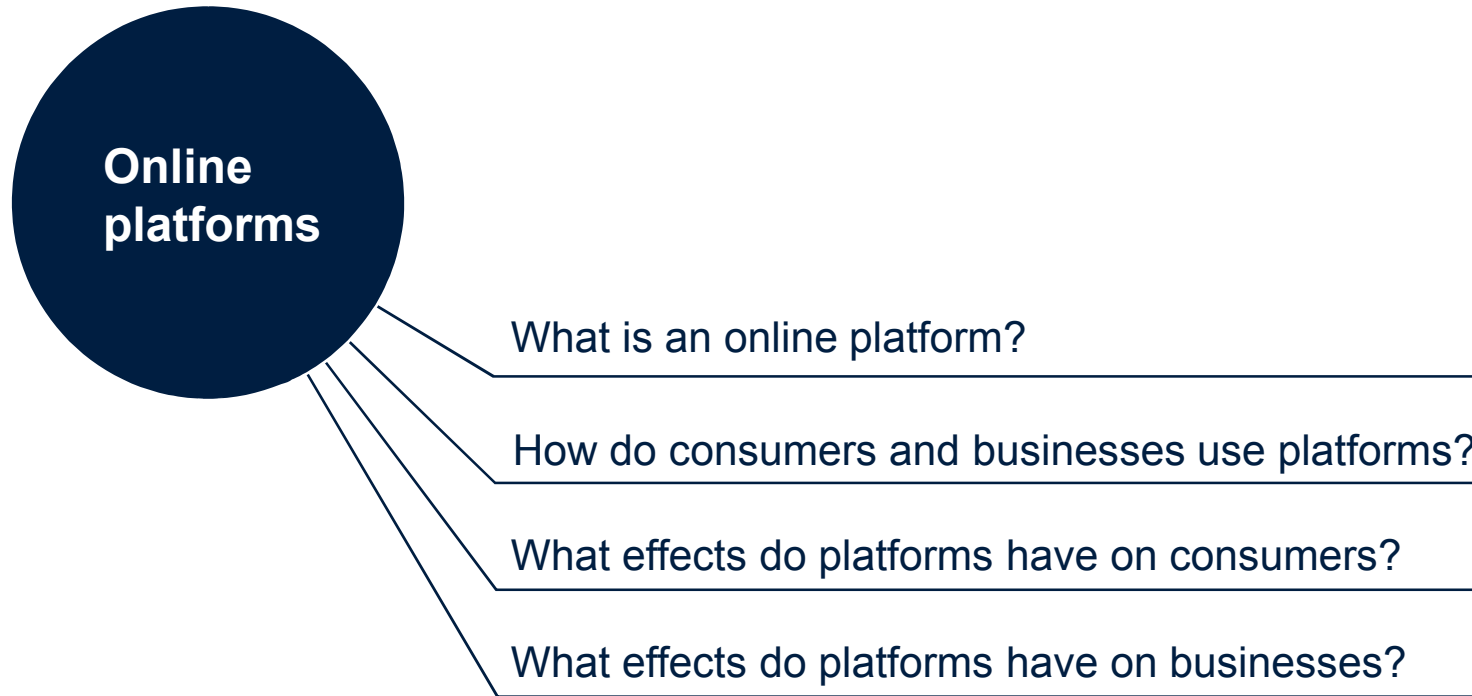 Online
platforms
What is an online platform?
How do consumers and businesses use platforms?
What effects do platforms have on consumers?
What effects do platforms have on businesses?